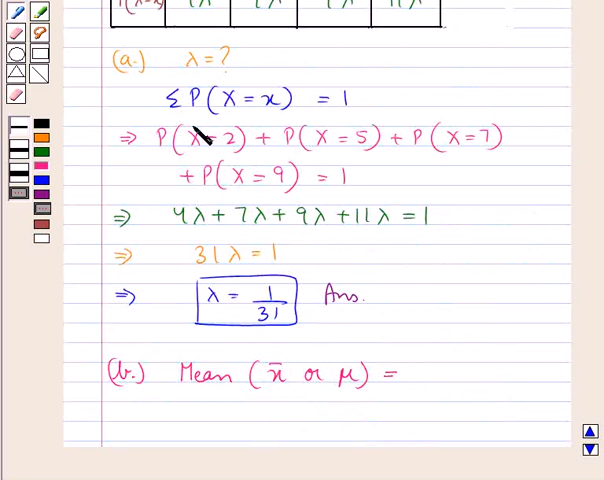 (a.) λ = ?
Σ P(X = x) = 1
⇒ P(X = 2) + P(X = 5) + P(X = 7)
+ P(X = 9) = 1
⇒ 4λ + 7λ + 9λ + 11λ = 1
⇒ 31λ = 1
⇒ λ = 1/31 Ans.
(b.) Mean (x̄ or μ) =